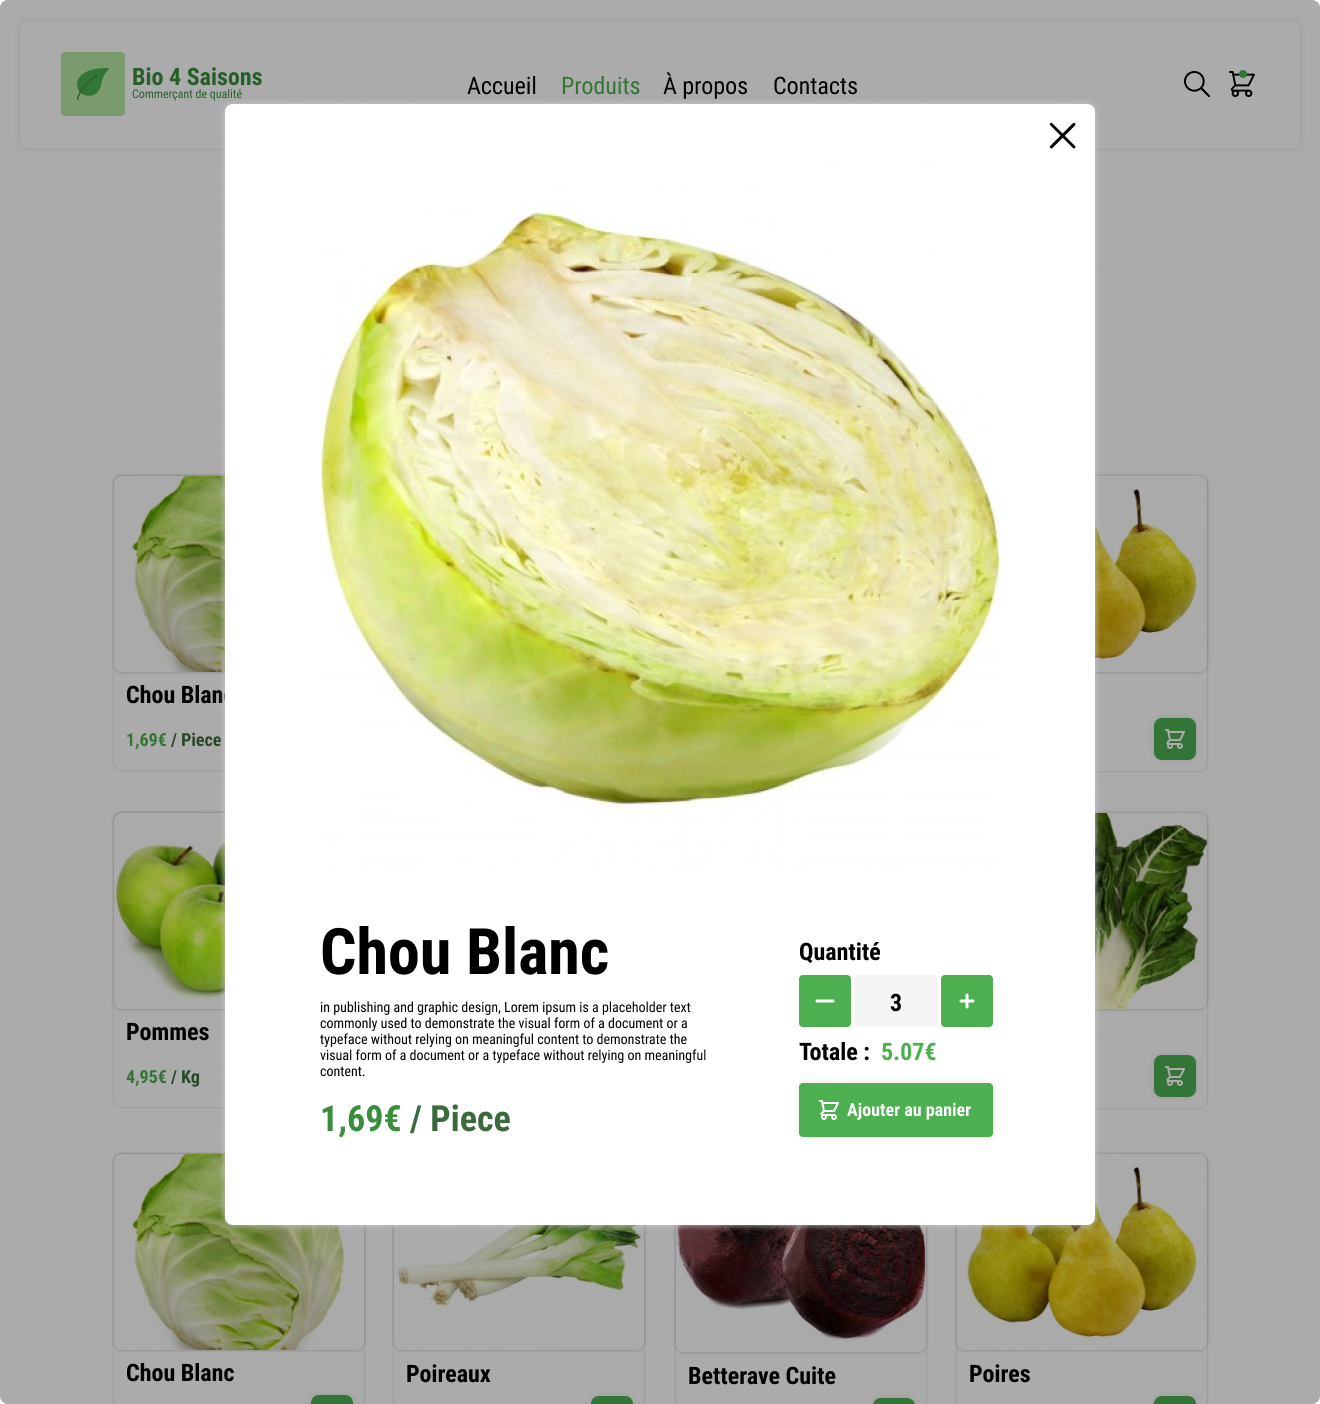 Bio 4 Saisons
Commerçant de qualité
Accueil Produits À propos Contacts
Chou Blanc
1,69€ / Piece
Pommes
4,95€ / Kg
Chou Blanc
in publishing and graphic design, Lorem ipsum is a placeholder text
commonly used to demonstrate the visual form of a document or a
typeface without relying on meaningful content to demonstrate the
visual form of a document or a typeface without relying on meaningful
content.
1,69€ / Piece
Quantité
3
Totale : 5.07€
Ajouter au panier
Chou Blanc
Poireaux
Betterave Cuite
Poires